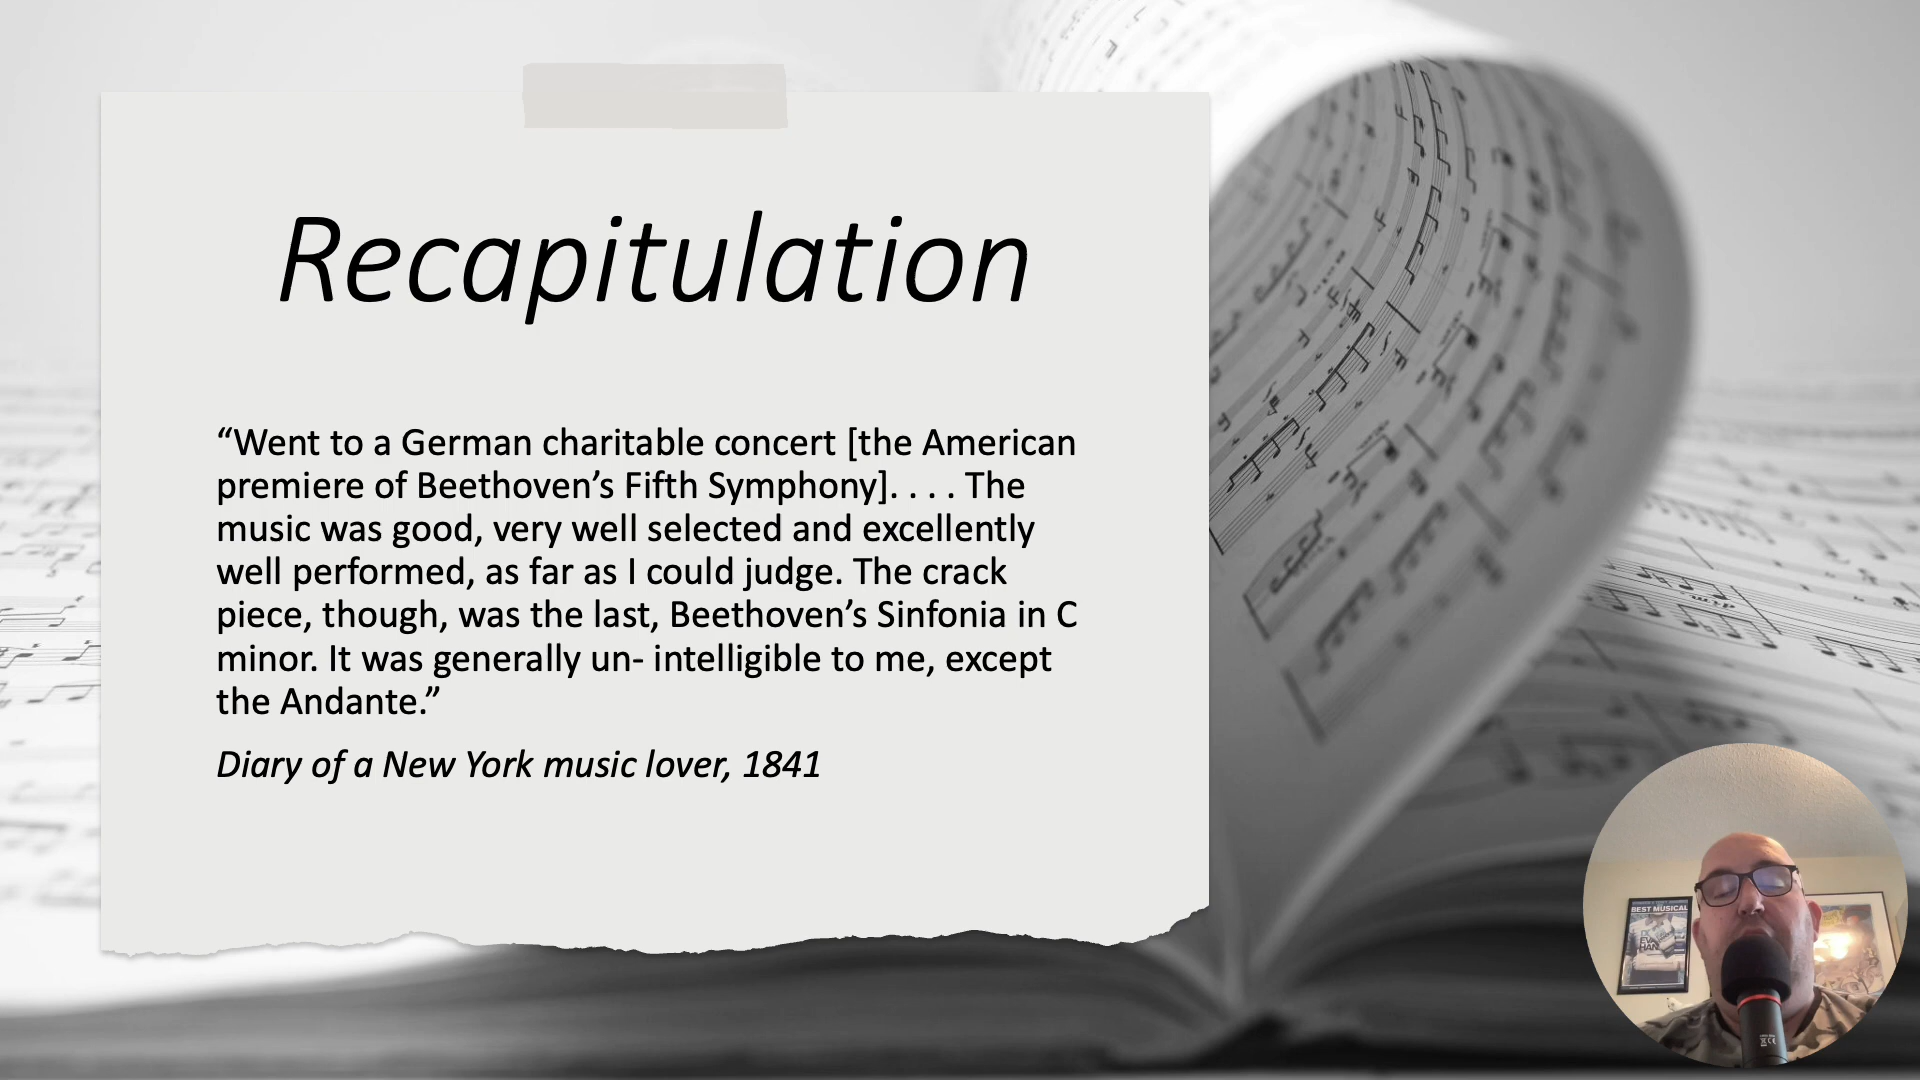 Recapitulation
“Went to a German charitable concert [the American
premiere of Beethoven’s Fifth Symphony]. . . . The
music was good, very well selected and excellently
well performed, as far as I could judge. The crack
piece, though, was the last, Beethoven’s Sinfonia in C
minor. It was generally un- intelligible to me, except
the Andante.”
Diary of a New York music lover, 1841
BEST MUSICAL